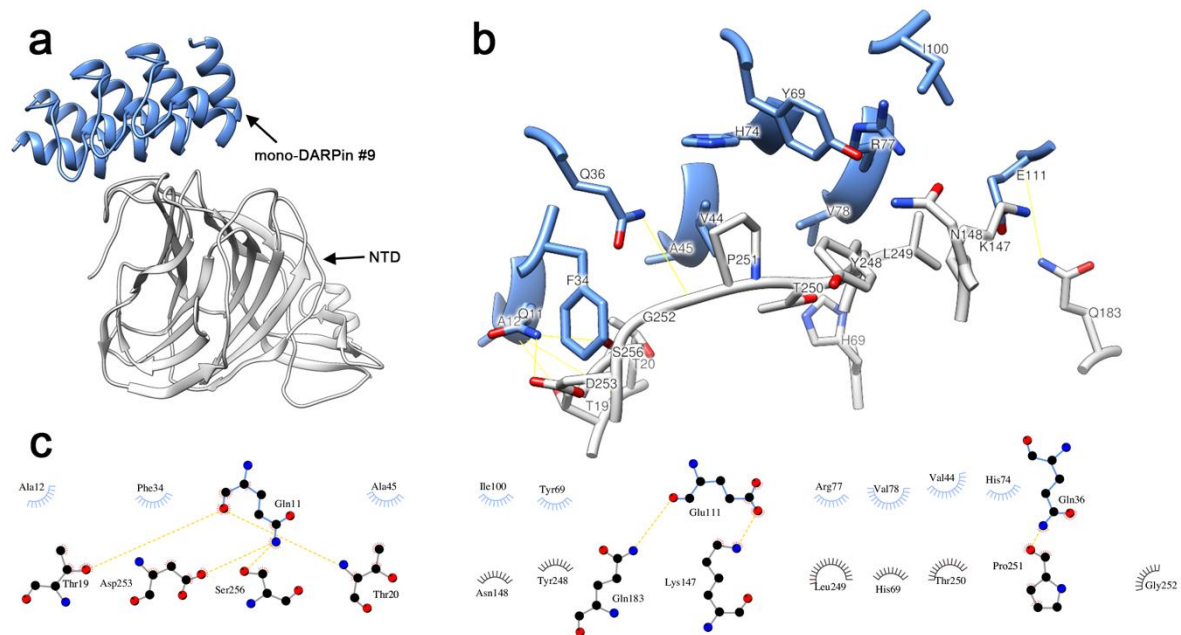 a
mono-DARPin #9
NTD
b
I100
Y69
H74
R77
Q36
E111
V78
V44
N148
A45
K147
P251
L249
Y248
F34
T250
G252
Q11
A12
Q183
S256
H69
T20
D253
T19
c
Ala12
Phe34
Gln11
Ala45
Ile100
Tyr69
Glu111
Arg77
Val78
Val44
His74
Gln36
Thr19
Asp253
Ser256
Thr20
Asn148
Tyr248
Gln183
Lys147
Leu249
His69
Thr250
Pro251
Gly252